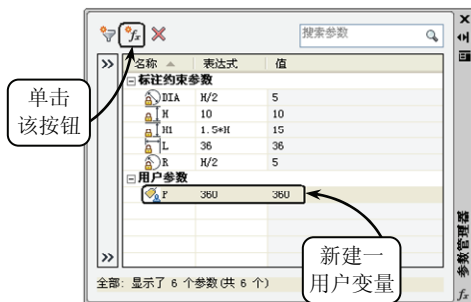 fx
搜索参数
名称 表达式 值
标注约束参数
DIA H/2 5
H 10 10
H1 1.5*H 15
L 36 36
R H/2 5
用户参数
P 360 360
全部: 显示了 6 个参数(共 6 个)
参数管理器
fx
单击
该按钮
新建一
用户变量